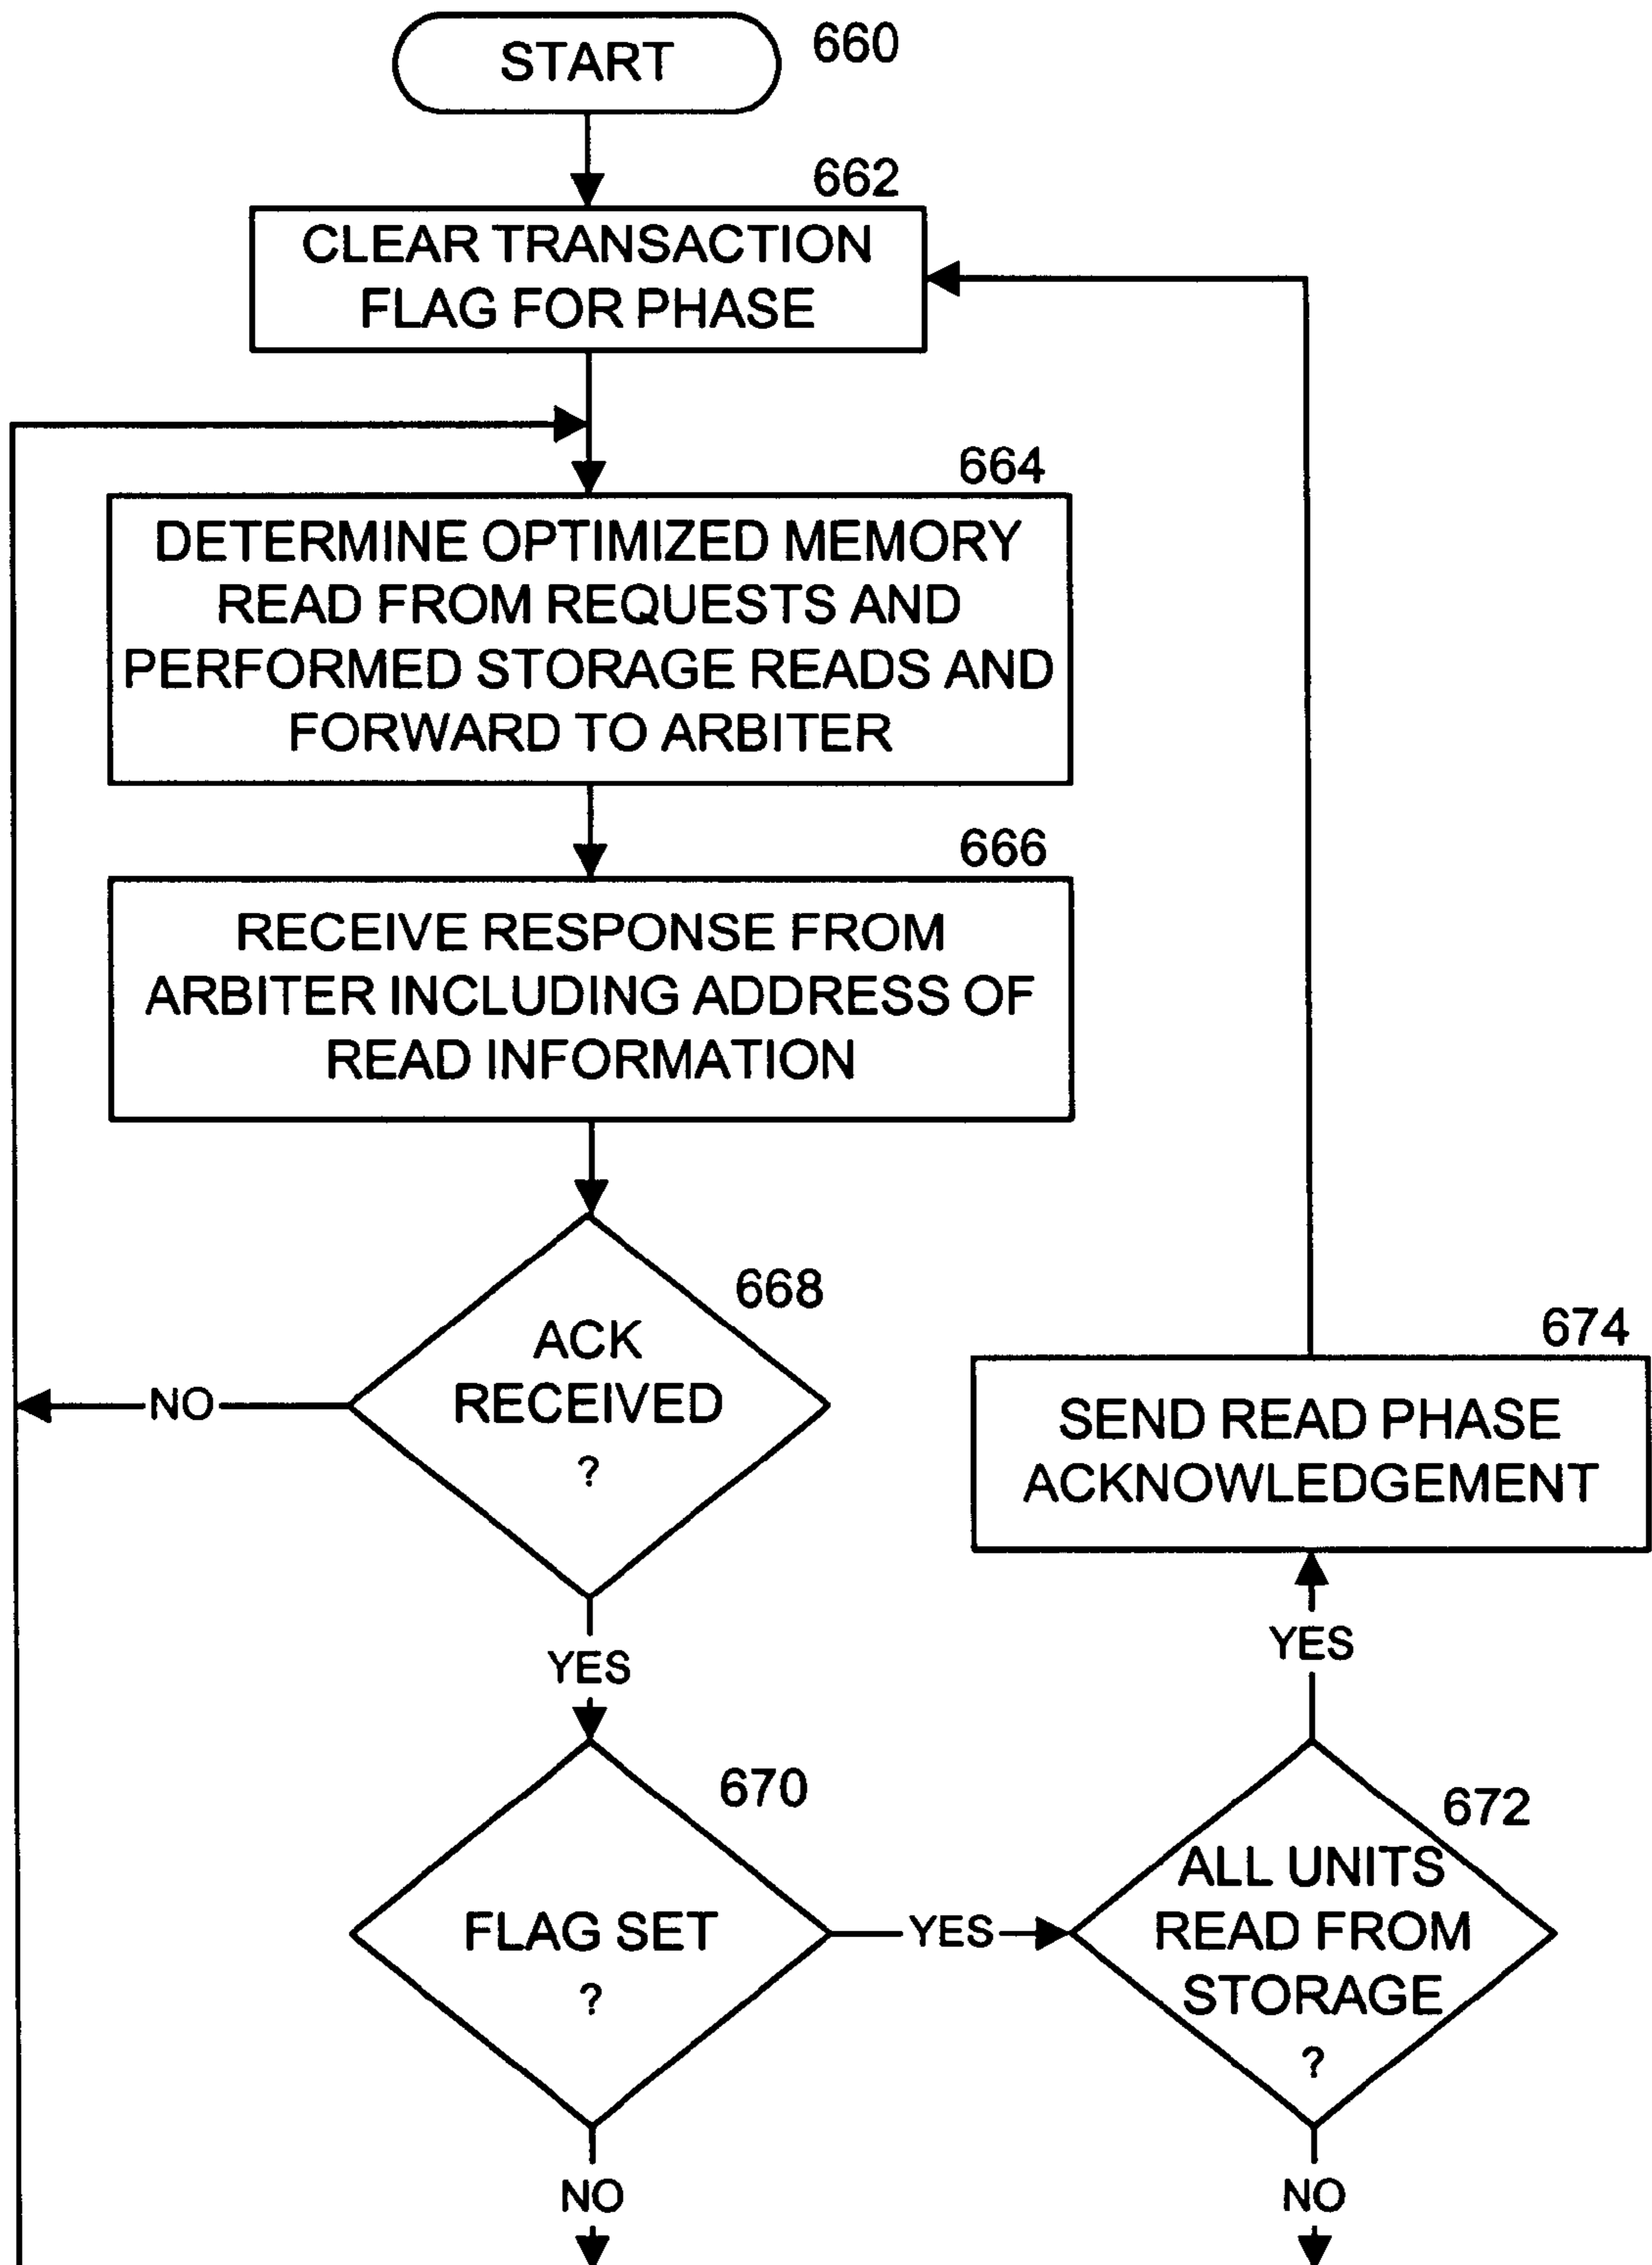 START
660
662
CLEAR TRANSACTION
FLAG FOR PHASE
664
DETERMINE OPTIMIZED MEMORY
READ FROM REQUESTS AND
PERFORMED STORAGE READS AND
FORWARD TO ARBITER
666
RECEIVE RESPONSE FROM
ARBITER INCLUDING ADDRESS OF
READ INFORMATION
668
ACK
RECEIVED
?
NO
YES
674
SEND READ PHASE
ACKNOWLEDGEMENT
YES
670
FLAG SET
?
YES
672
ALL UNITS
READ FROM
STORAGE
?
NO
NO